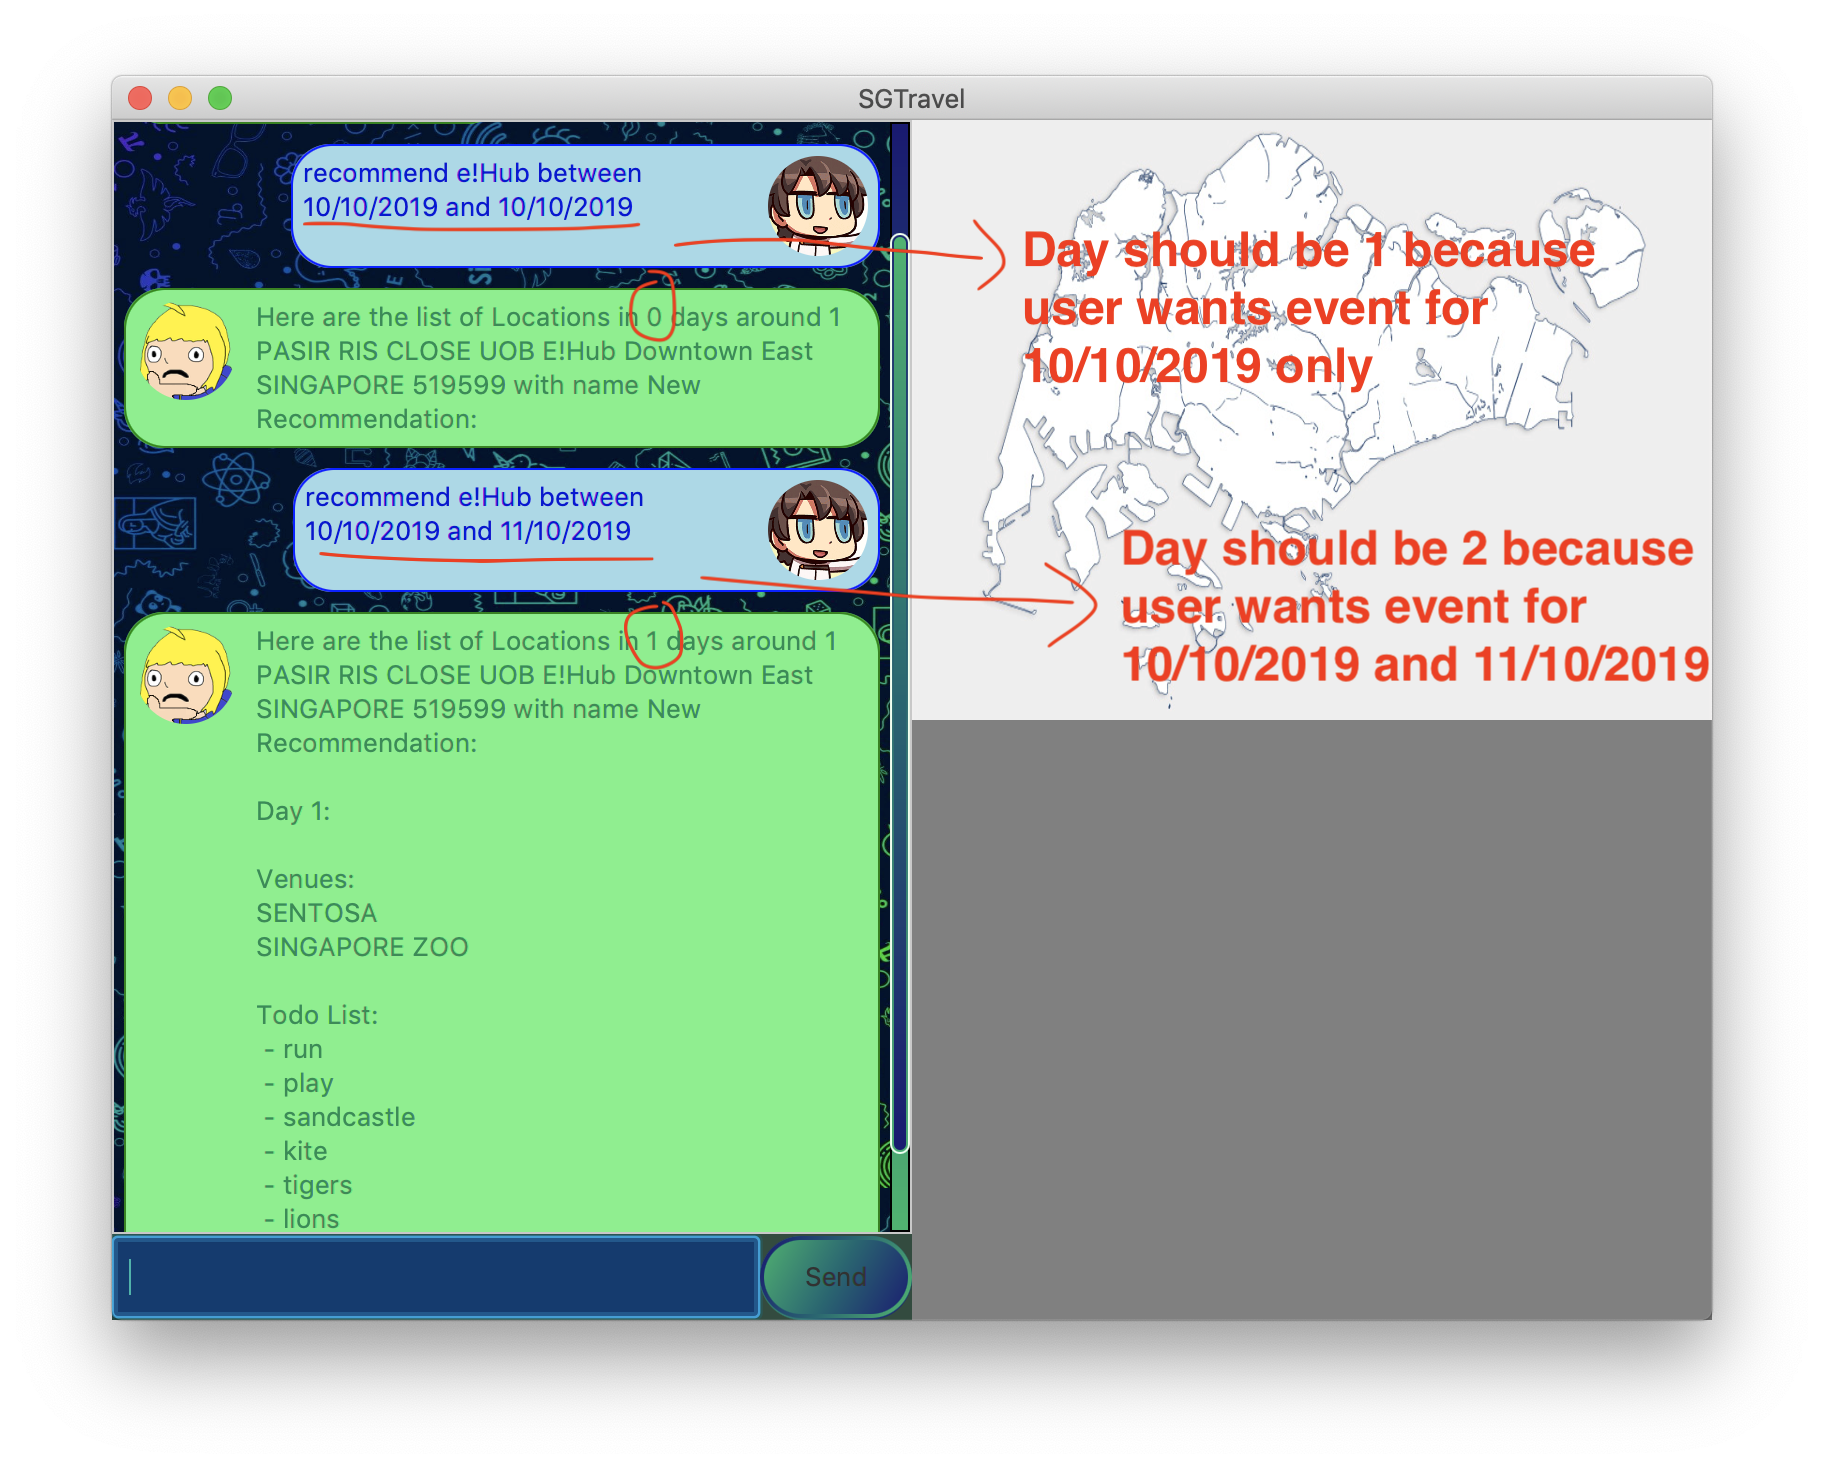 SGTravel
recommend e!Hub between
10/10/2019 and 10/10/2019
Here are the list of Locations in 0 days around 1
PASIR RIS CLOSE UOB E!Hub Downtown East
SINGAPORE 519599 with name New
Recommendation:
recommend e!Hub between
10/10/2019 and 11/10/2019
Here are the list of Locations in 1 days around 1
PASIR RIS CLOSE UOB E!Hub Downtown East
SINGAPORE 519599 with name New
Recommendation:
Day 1:
Venues:
SENTOSA
SINGAPORE ZOO
Todo List:
- run
- play
- sandcastle
- kite
- tigers
- lions
Send
Day should be 1 because
user wants event for
10/10/2019 only
Day should be 2 because
user wants event for
10/10/2019 and 11/10/2019